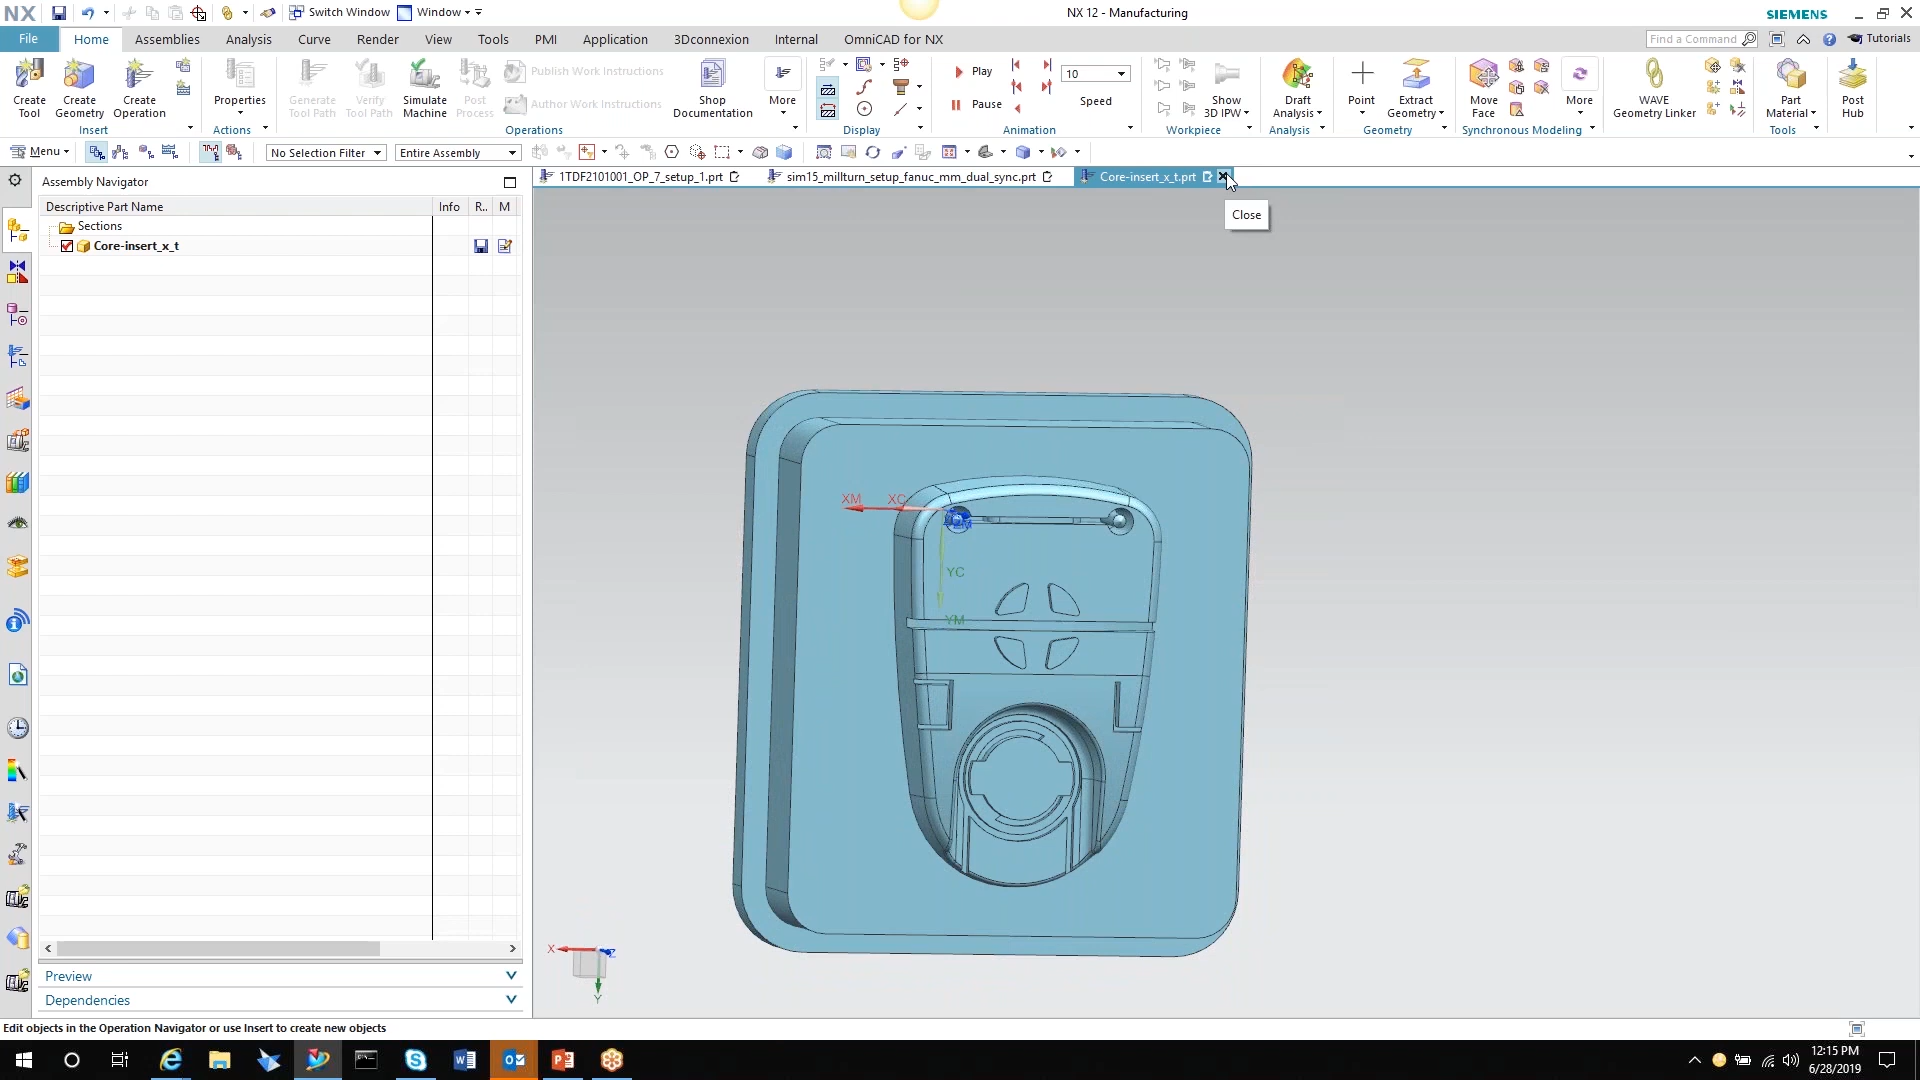 NX Switch Window Window NX 12 - Manufacturing SIEMENS
File Home Assemblies Analysis Curve Render View Tools PMI Application 3Dconnexion Internal OmniCAD for NX Find a Command Tutorials
Create Tool
Create Geometry
Create Operation
Properties
Generate Tool Path
Verify Tool Path
Simulate Machine
Post Process
Publish Work Instructions
Author Work Instructions
Shop Documentation
More
Play
Pause
10
Speed
Show 3D IPW
Draft Analysis
Point
Extract Geometry
Move Face
More
WAVE Geometry Linker
Part Material
Post Hub
Insert Actions Operations Display Animation Workpiece Analysis Geometry Synchronous Modeling Tools
Menu No Selection Filter Entire Assembly
Assembly Navigator
1TDF2101001_OP_7_setup_1.prt sim15_millturn_setup_fanuc_mm_dual_sync.prt Core-insert_x_t.prt
Descriptive Part Name Info R.. M
Close
Sections
Core-insert_x_t
XM XC
ZM
YC
YM
X Z
Y
Preview
Dependencies
Edit objects in the Operation Navigator or use Insert to create new objects
12:15 PM
6/28/2019